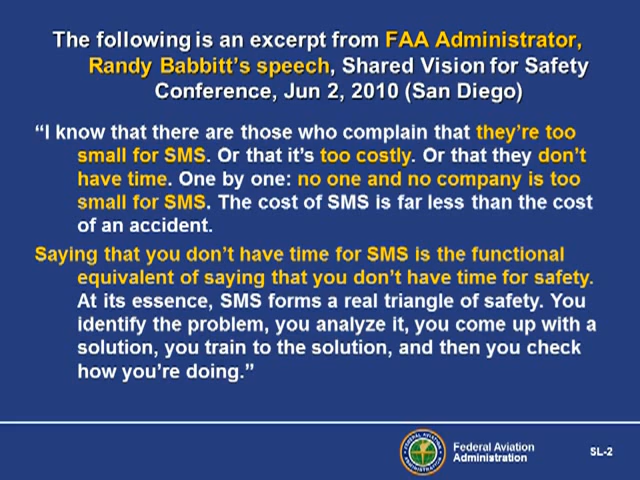 The following is an excerpt from FAA Administrator,
Randy Babbitt’s speech, Shared Vision for Safety
Conference, Jun 2, 2010 (San Diego)
“I know that there are those who complain that they’re too
small for SMS. Or that it’s too costly. Or that they don’t
have time. One by one: no one and no company is too
small for SMS. The cost of SMS is far less than the cost
of an accident.
Saying that you don’t have time for SMS is the functional
equivalent of saying that you don’t have time for safety.
At its essence, SMS forms a real triangle of safety. You
identify the problem, you analyze it, you come up with a
solution, you train to the solution, and then you check
how you’re doing.”
Federal Aviation
Administration
SL-2